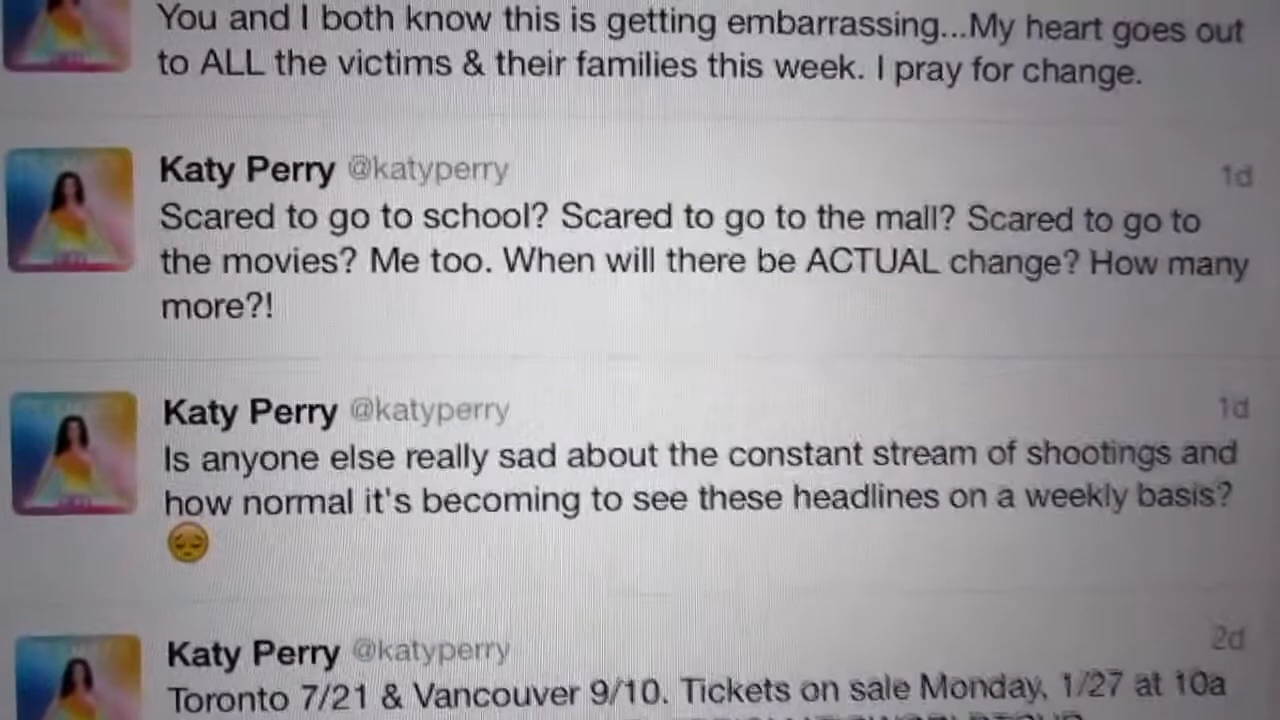 You and I both know this is getting embarrassing...My heart goes out
to ALL the victims & their families this week. I pray for change.
Katy Perry @katyperry 1d
Scared to go to school? Scared to go to the mall? Scared to go to
the movies? Me too. When will there be ACTUAL change? How many
more?!
Katy Perry @katyperry 1d
Is anyone else really sad about the constant stream of shootings and
how normal it's becoming to see these headlines on a weekly basis?
Katy Perry @katyperry 2d
Toronto 7/21 & Vancouver 9/10. Tickets on sale Monday, 1/27 at 10a